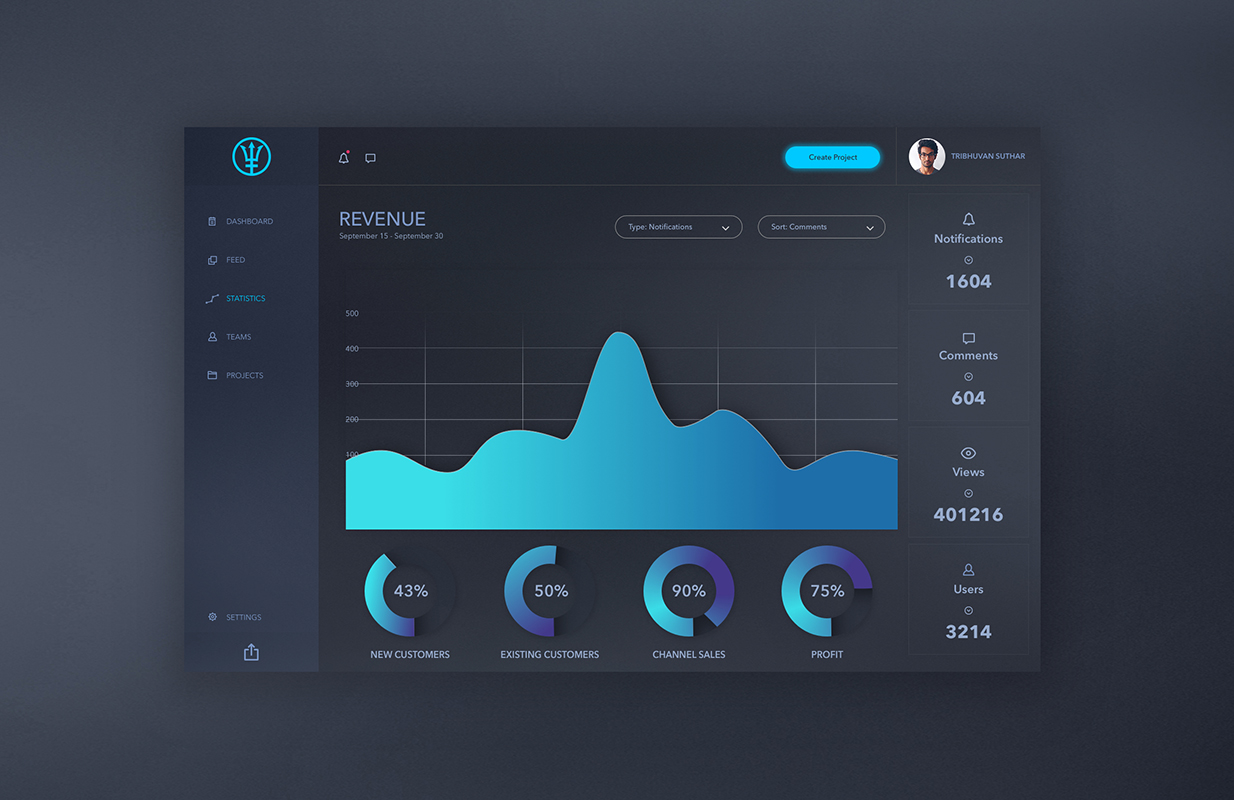 Create Project
TRIBHUVAN SUTHAR
DASHBOARD
FEED
STATISTICS
TEAMS
PROJECTS
SETTINGS
REVENUE
September 15 - September 30
Type: Notifications
Sort: Comments
500
400
300
200
100
43%
50%
90%
75%
NEW CUSTOMERS
EXISTING CUSTOMERS
CHANNEL SALES
PROFIT
Notifications
1604
Comments
604
Views
401216
Users
3214